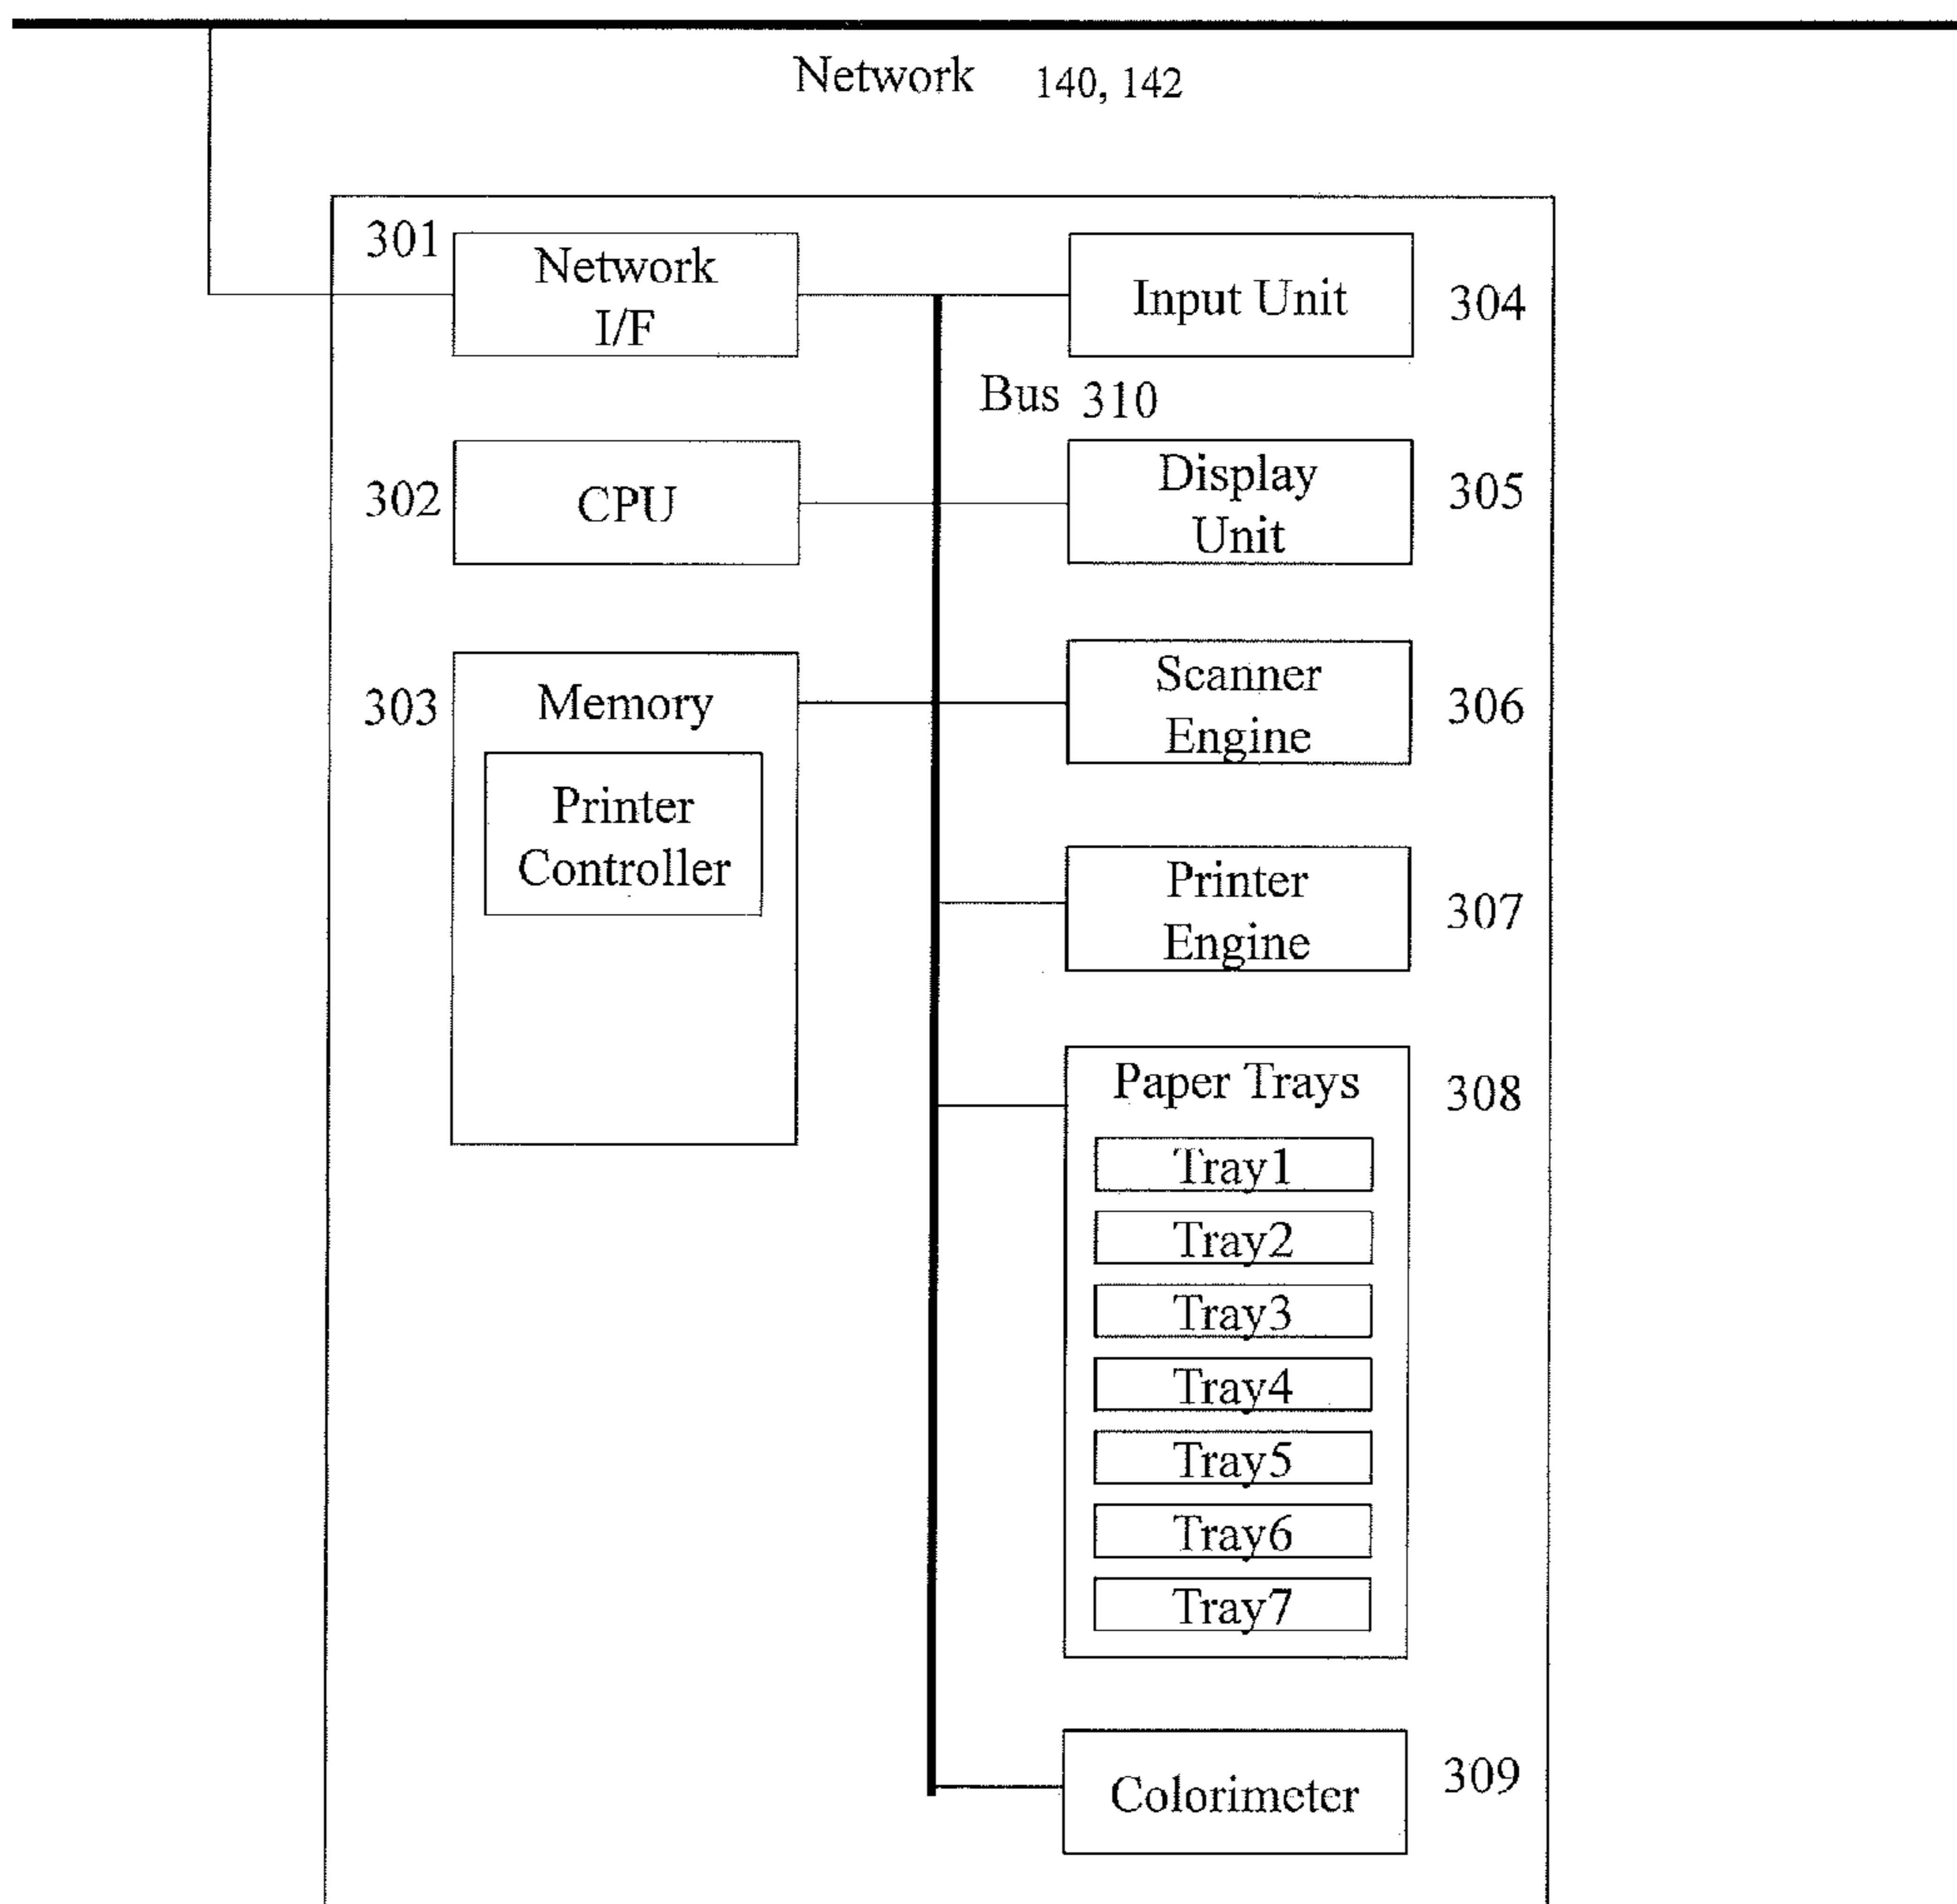 Network 140, 142
301
Network
I/F
Input Unit
304
Bus 310
302
CPU
Display
Unit
305
303
Memory
Printer
Controller
Scanner
Engine
306
Printer
Engine
307
Paper Trays
308
Tray1
Tray2
Tray3
Tray4
Tray5
Tray6
Tray7
Colorimeter
309